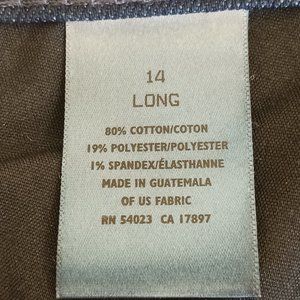 14
LONG
80% COTTON/COTON
19% POLYESTER/POLYESTER
1% SPANDEX/ÉLASTHANNE
MADE IN GUATEMALA
OF US FABRIC
RN 54023 CA 17897